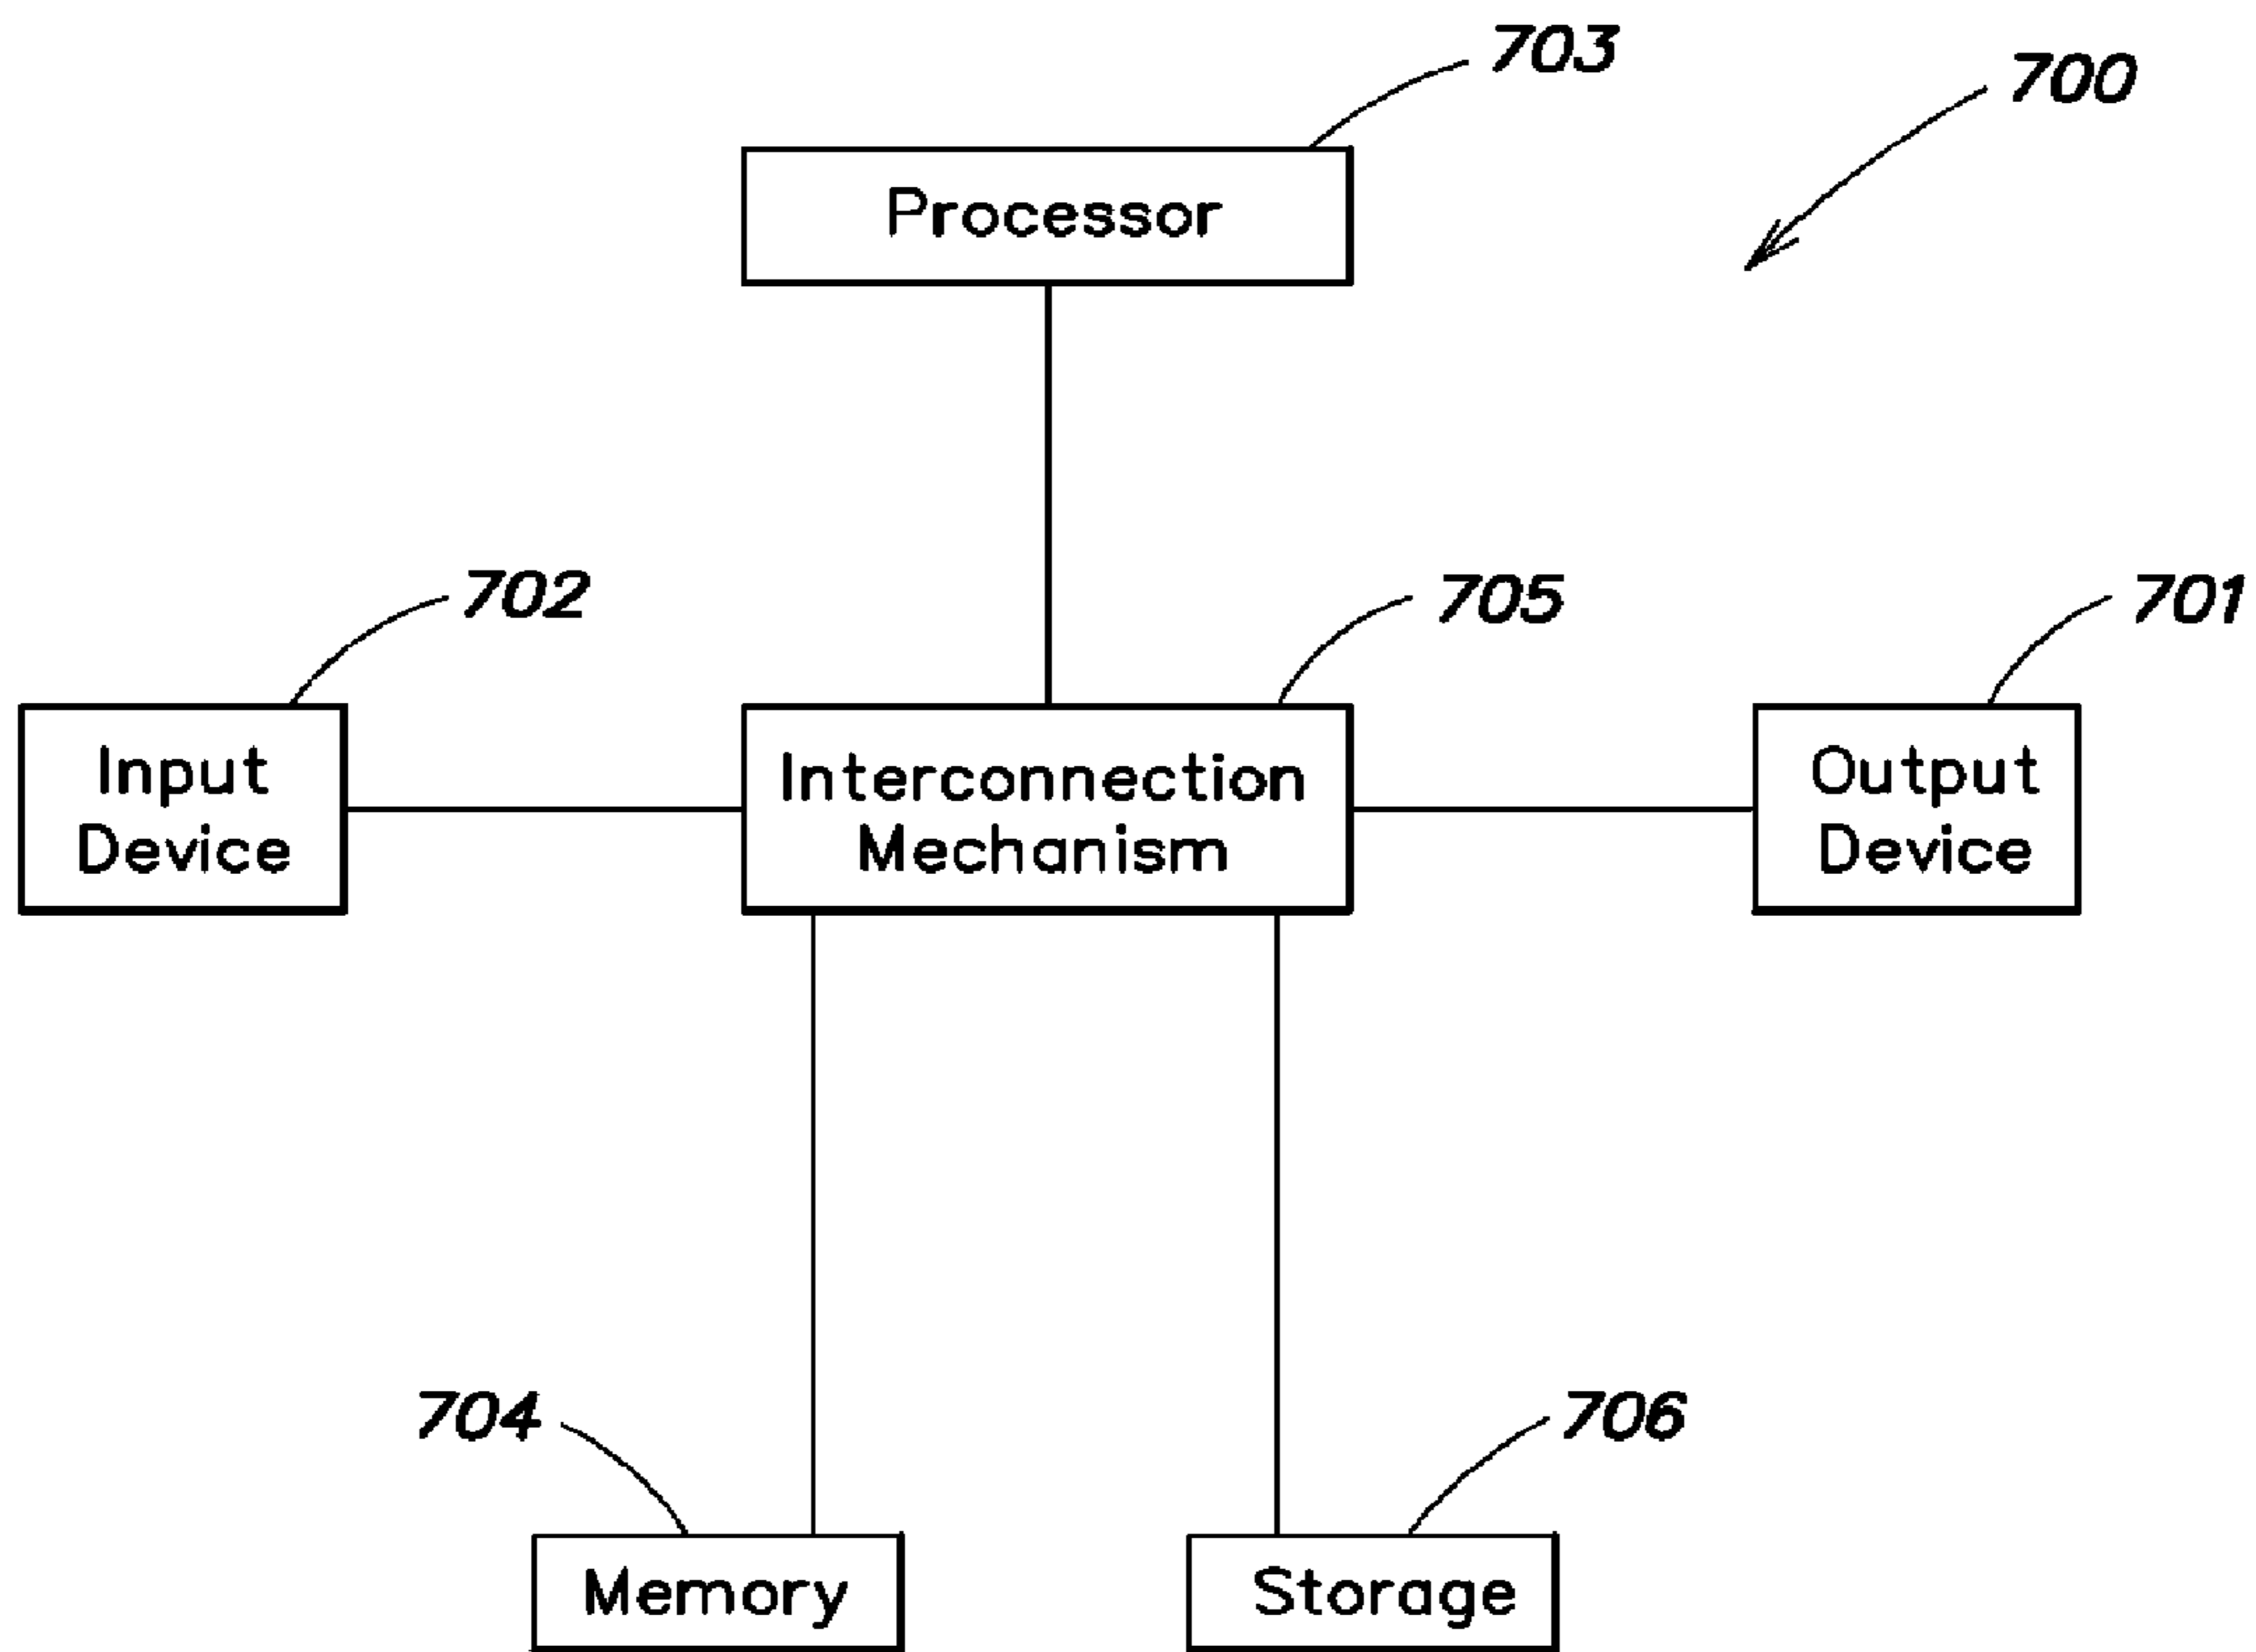 703
700
Processor
702
705
701
Input
Device
Interconnection
Mechanism
Output
Device
704
706
Memory
Storage